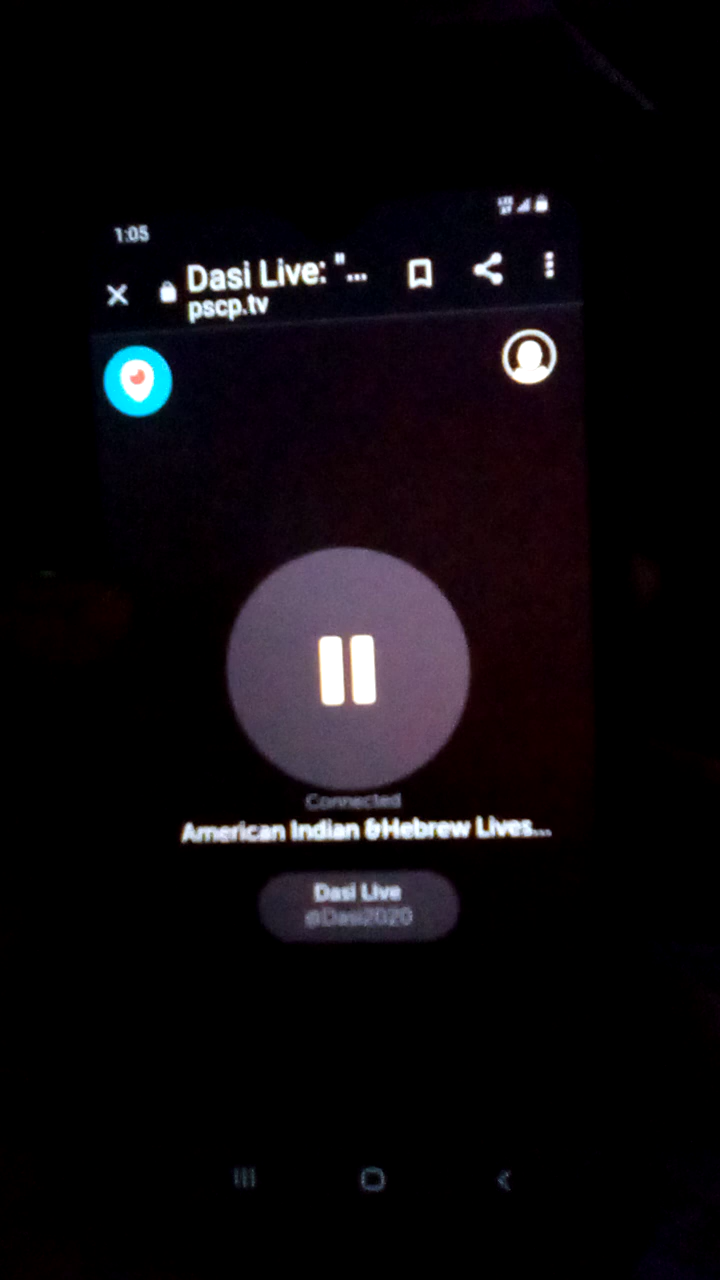 1:05
Dasi Live: "...
pscp.tv
Connected
American Indian &Hebrew Lives...
Dasi Live
@Dasi2020